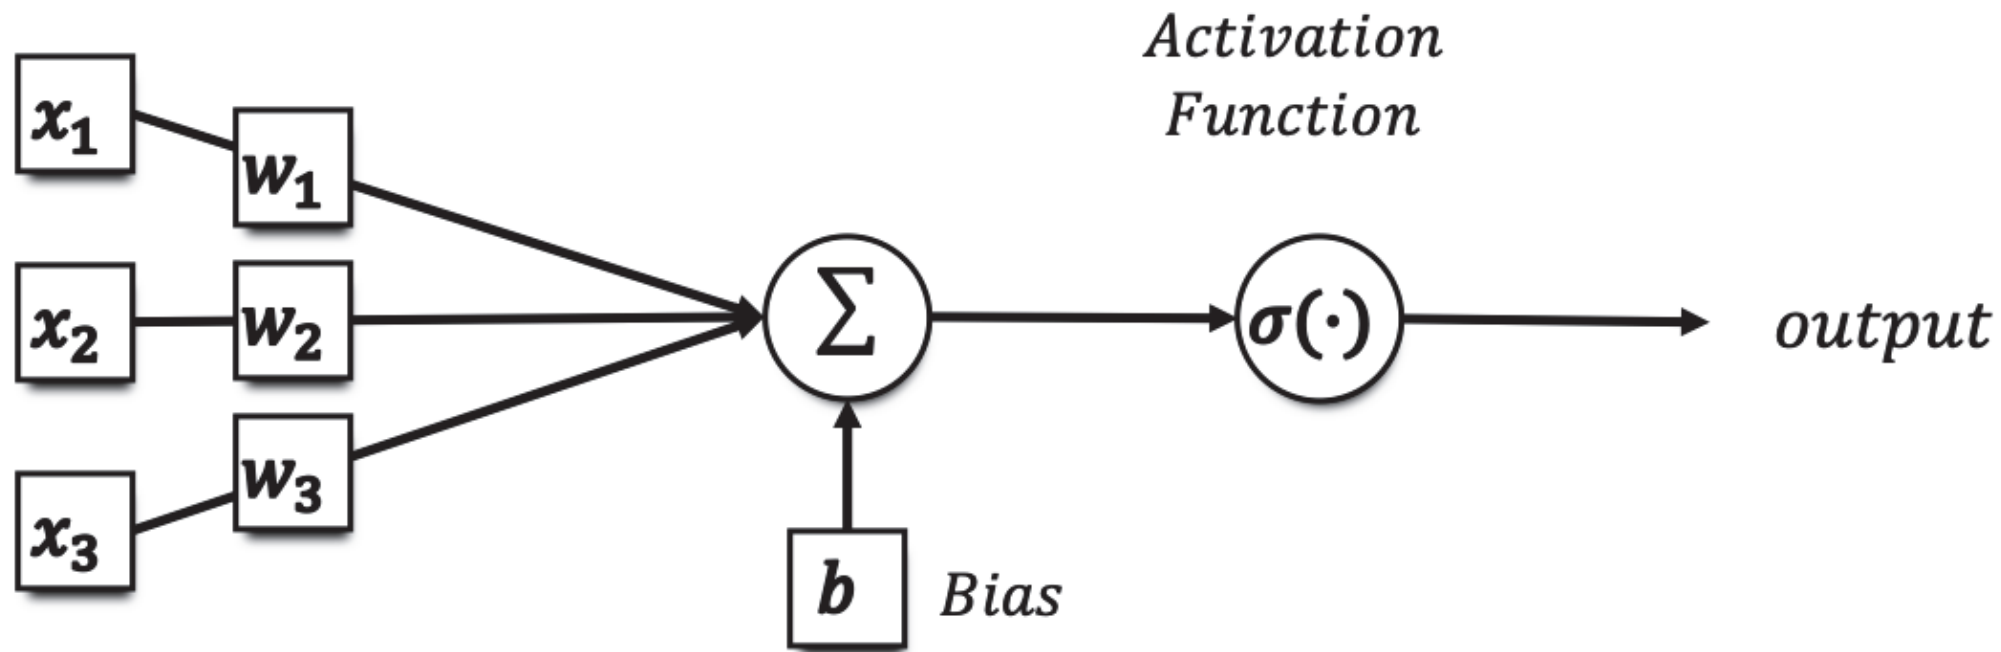 Activation
Function
x₁
w₁
x₂
w₂
Σ
σ(·)
output
w₃
x₃
b
Bias